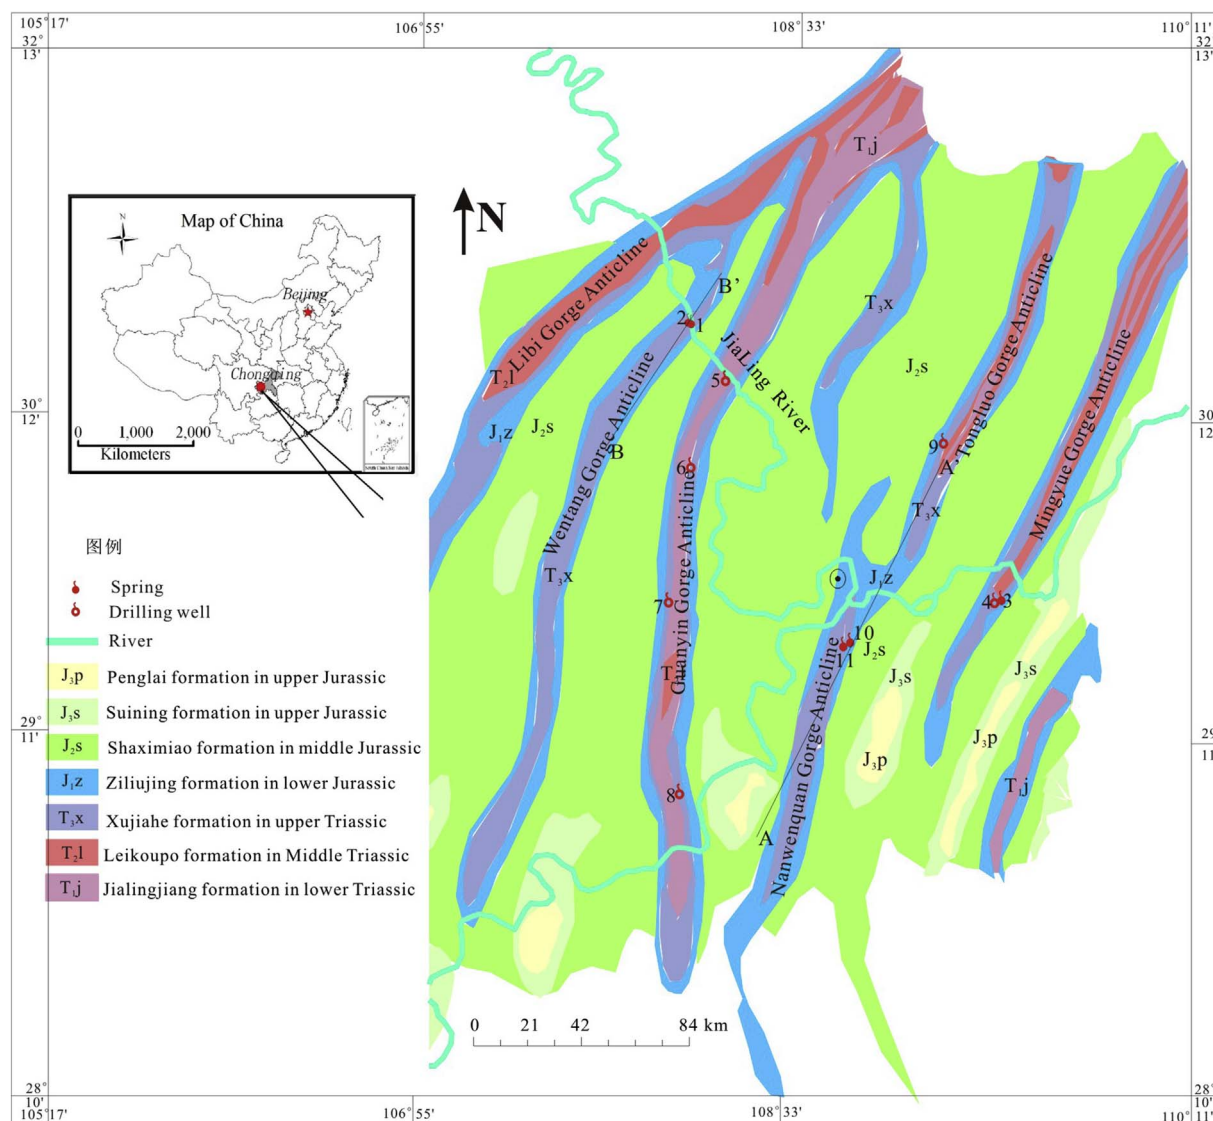 105°17'
106°55'
108°33'
110°11'
32°
13'
32
13'
N
Map of China
N
Beijing
Chongqing
0 1,000 2,000
Kilometers
30°
12°
30
12
29°
11'
29
11
28°
10'
28
10'
图例
Spring
Drilling well
River
J₃p Penglai formation in upper Jurassic
J₃s Suining formation in upper Jurassic
J₂s Shaximiao formation in middle Jurassic
J₁z Ziliujing formation in lower Jurassic
T₃x Xujiahe formation in upper Triassic
T₂l Leikoupo formation in Middle Triassic
T₁j Jialingjiang formation in lower Triassic
T₁j
Libi Gorge Anticline
T₂l
J₁z
J₂s
B'
2
1
Wentang Gorge Anticline
B
T₃x
JiaLing River
5
6
Guanyin Gorge Anticline
7
8
T₃x
J₂s
Tongluo Gorge Anticline
9
A'
T₃x
Mingyue Gorge Anticline
4
3
J₁z
10
11
J₂s
Nanwenquan Gorge Anticline
A
J₃s
J₃p
J₃s
J₃p
T₁j
0 21 42 84 km
105°17'
106°55'
108°33'
110°11'